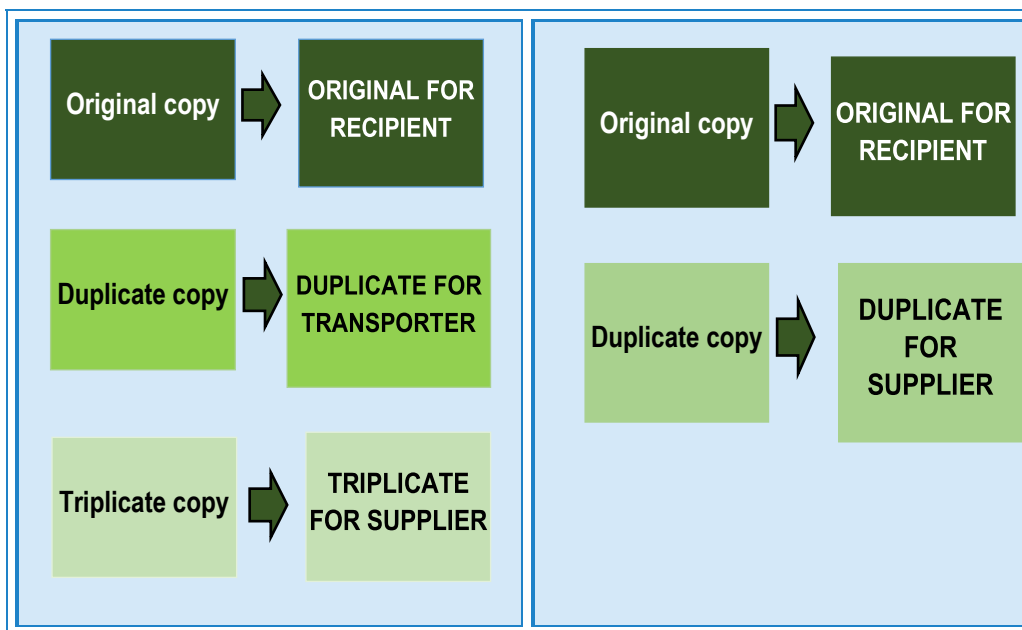 Original copy
ORIGINAL FOR
RECIPIENT
Duplicate copy
DUPLICATE FOR
TRANSPORTER
Triplicate copy
TRIPLICATE
FOR SUPPLIER
Original copy
ORIGINAL FOR
RECIPIENT
Duplicate copy
DUPLICATE
FOR
SUPPLIER